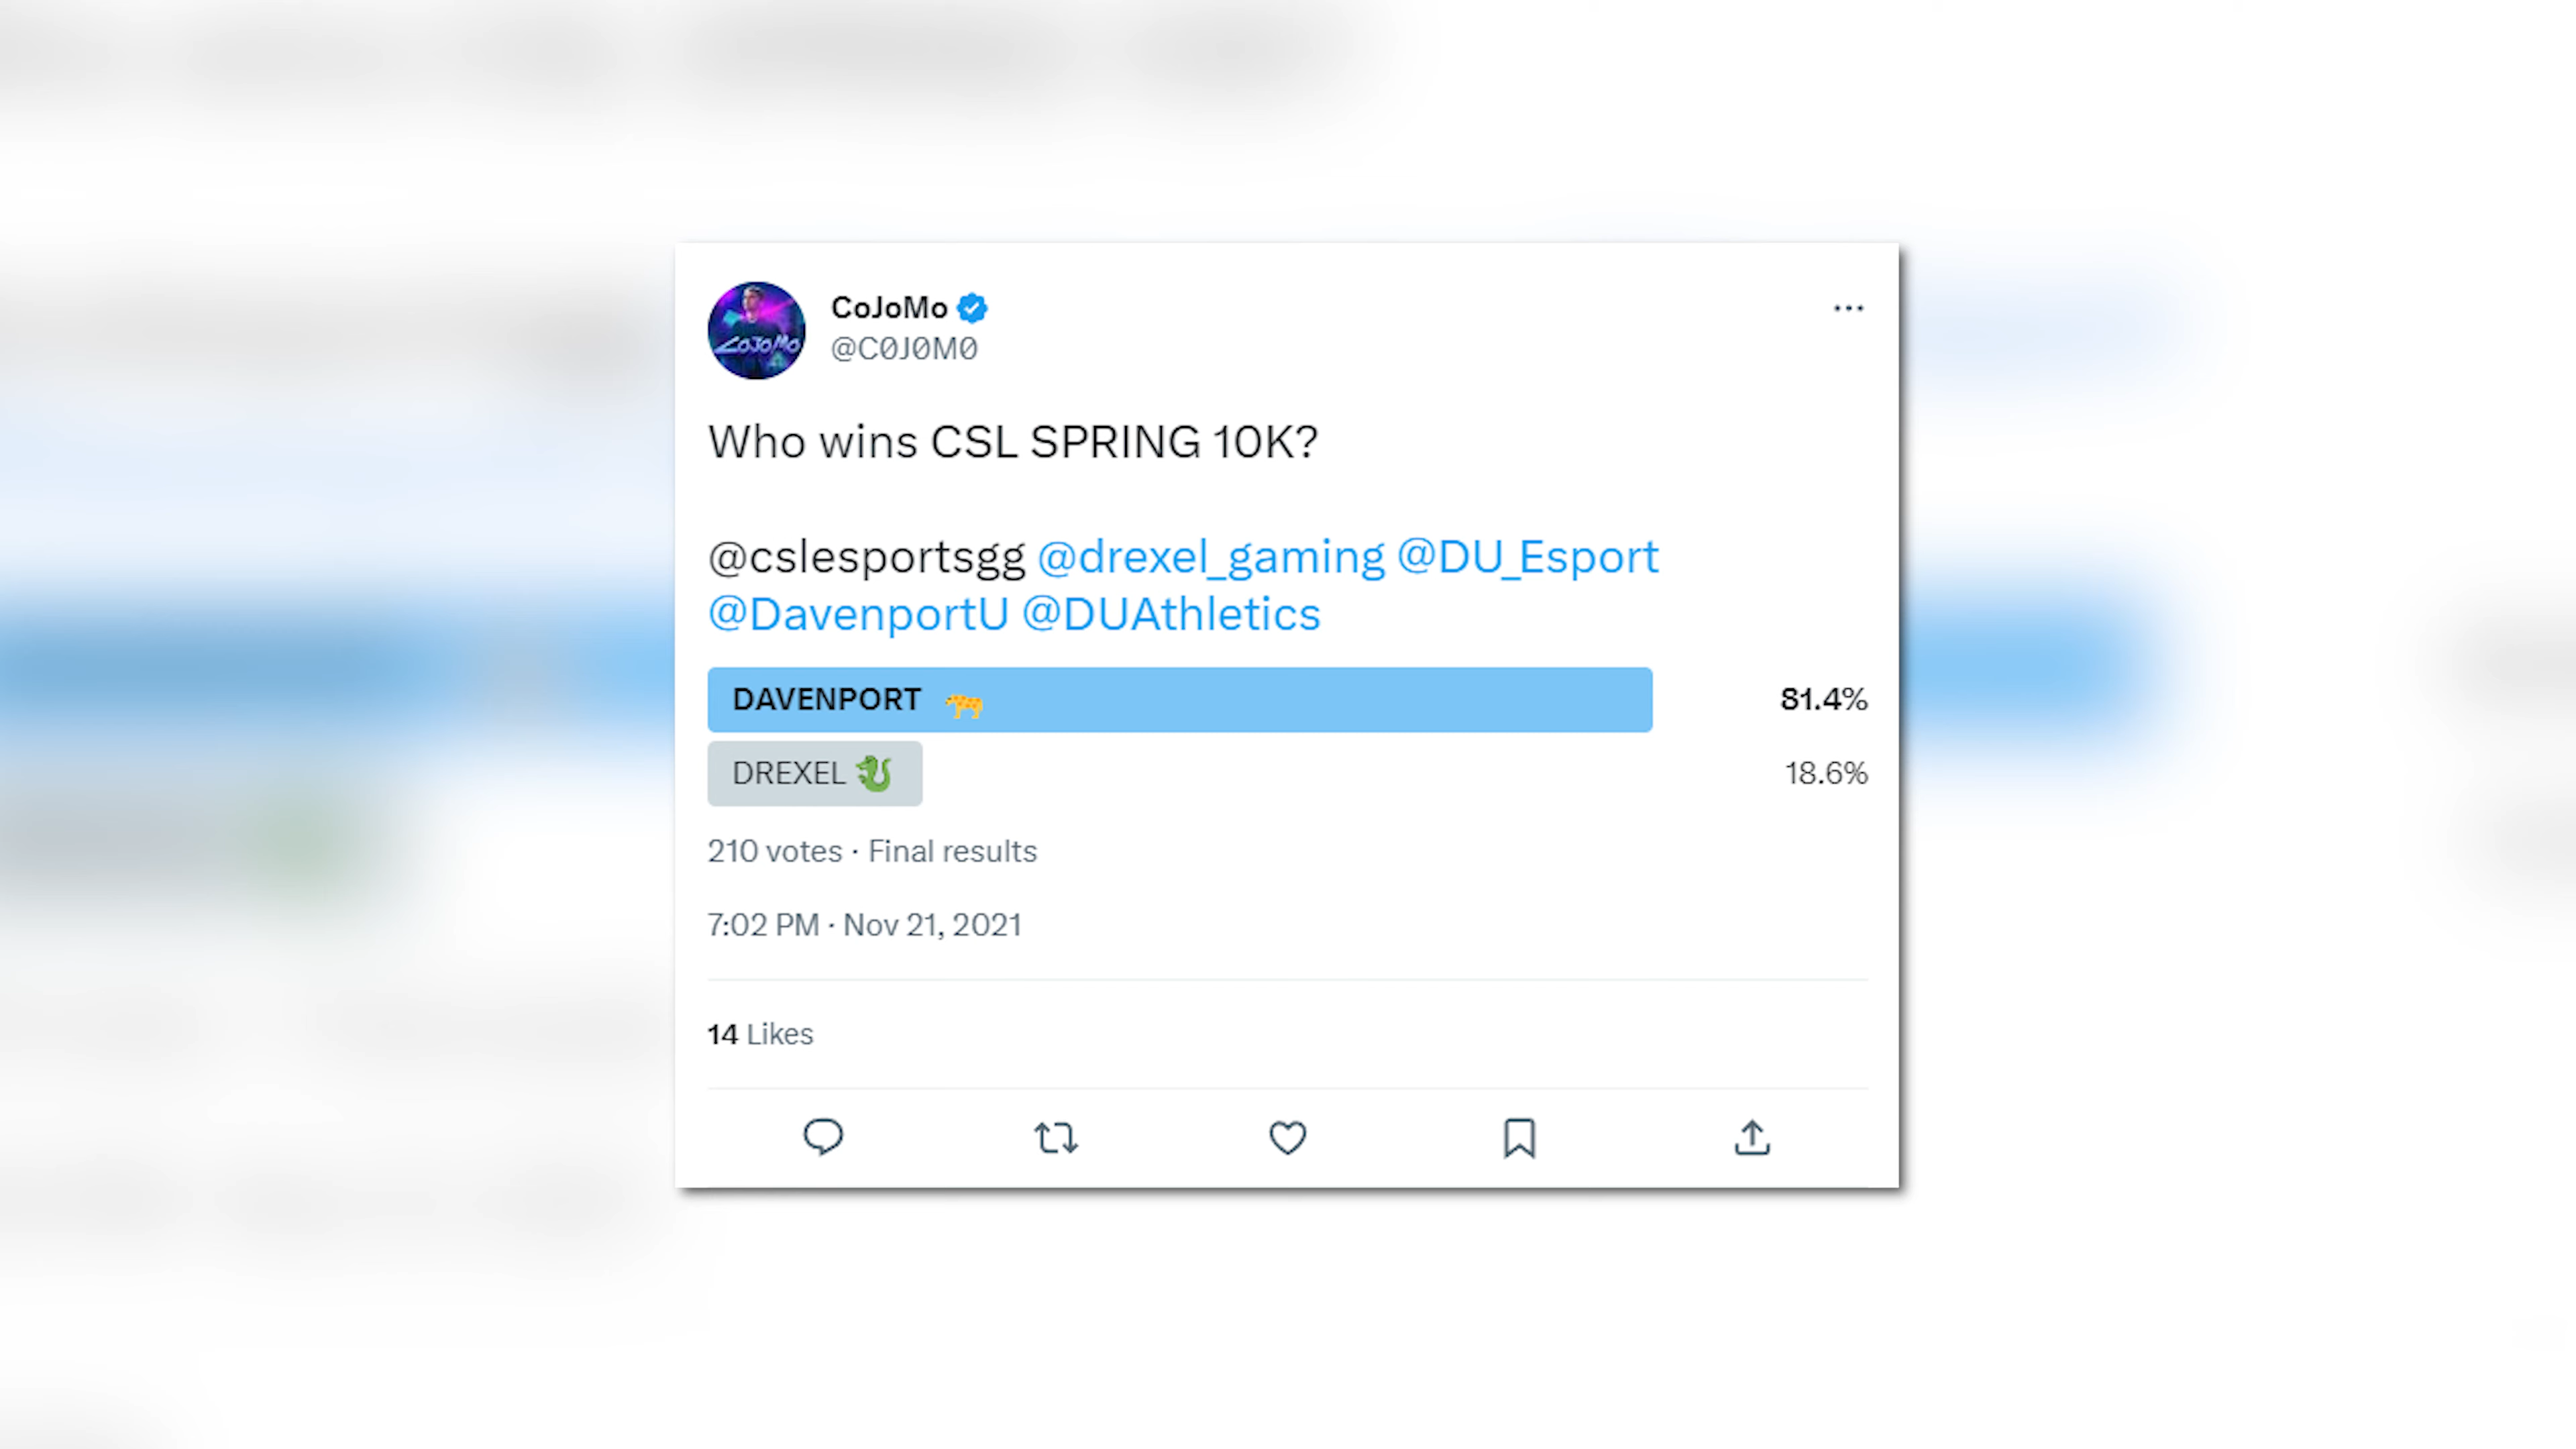 CoJoMo
@C0J0M0
COJOMO
Who wins CSL SPRING 10K?
@cslesportsgg @drexel_gaming @DU_Esport
@DavenportU @DUAthletics
DAVENPORT 🐆 81.4%
DREXEL 🐉 18.6%
210 votes · Final results
7:02 PM · Nov 21, 2021
14 Likes